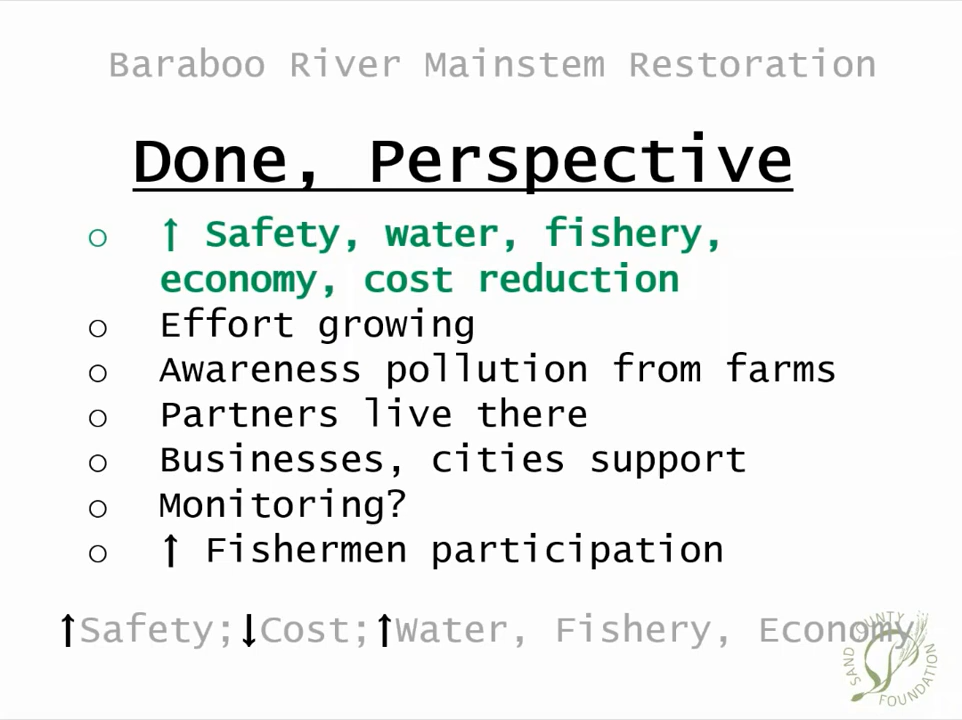 Baraboo River Mainstem Restoration
Done, Perspective
○ ↑ Safety, water, fishery,
economy, cost reduction
○ Effort growing
○ Awareness pollution from farms
○ Partners live there
○ Businesses, cities support
○ Monitoring?
○ ↑ Fishermen participation
↑Safety;↓Cost;↑Water, Fishery, Economy
SAND COUNTY FOUNDATION